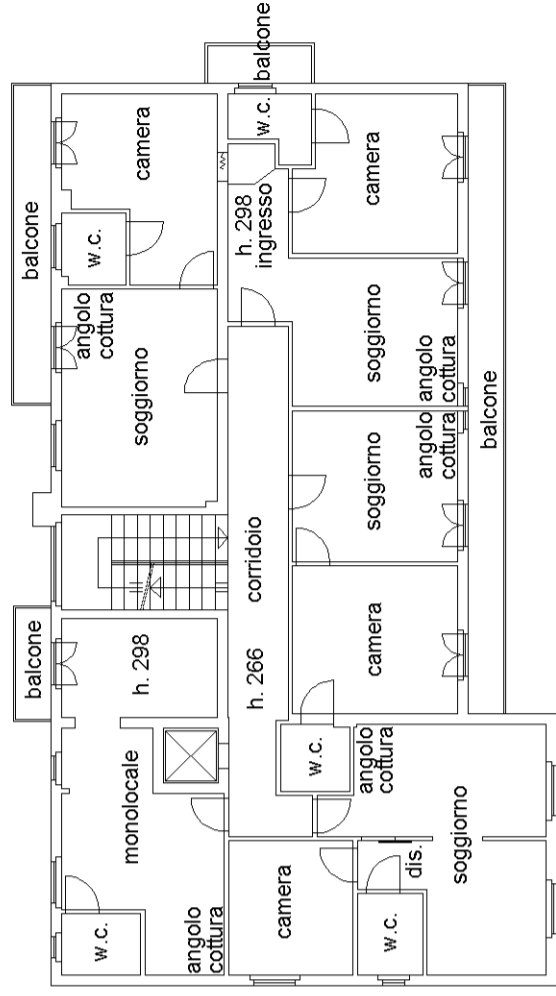 balcone
balcone
balcone
camera
w.c.
w.c.
camera
h. 298
ingresso
angolo
cottura
soggiorno
soggiorno
angolo
cottura
angolo
cottura
soggiorno
balcone
corridoio
balcone
h. 298
h. 266
camera
monolocale
w.c.
angolo
cottura
soggiorno
dis.
camera
w.c.
angolo
cottura
w.c.